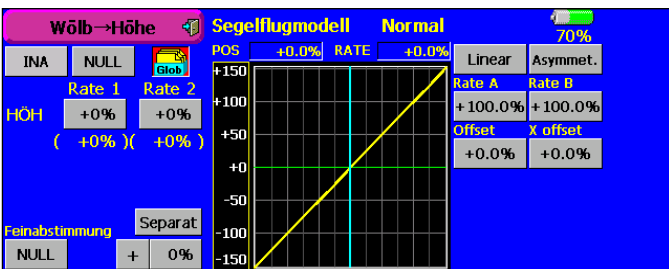 Wölb→Höhe Segelflugmodell Normal 70%
POS +0.0% RATE +0.0%
INA NULL Glob Linear Asymmet.
Rate 1 Rate 2 Rate A Rate B
HÖH +0% +0% +100.0% +100.0%
( +0% )( +0% ) Offset X offset
+0.0% +0.0%
+150
+100
+50
+0
-50
-100
-150
Separat
Feinabstimmung
NULL + 0%